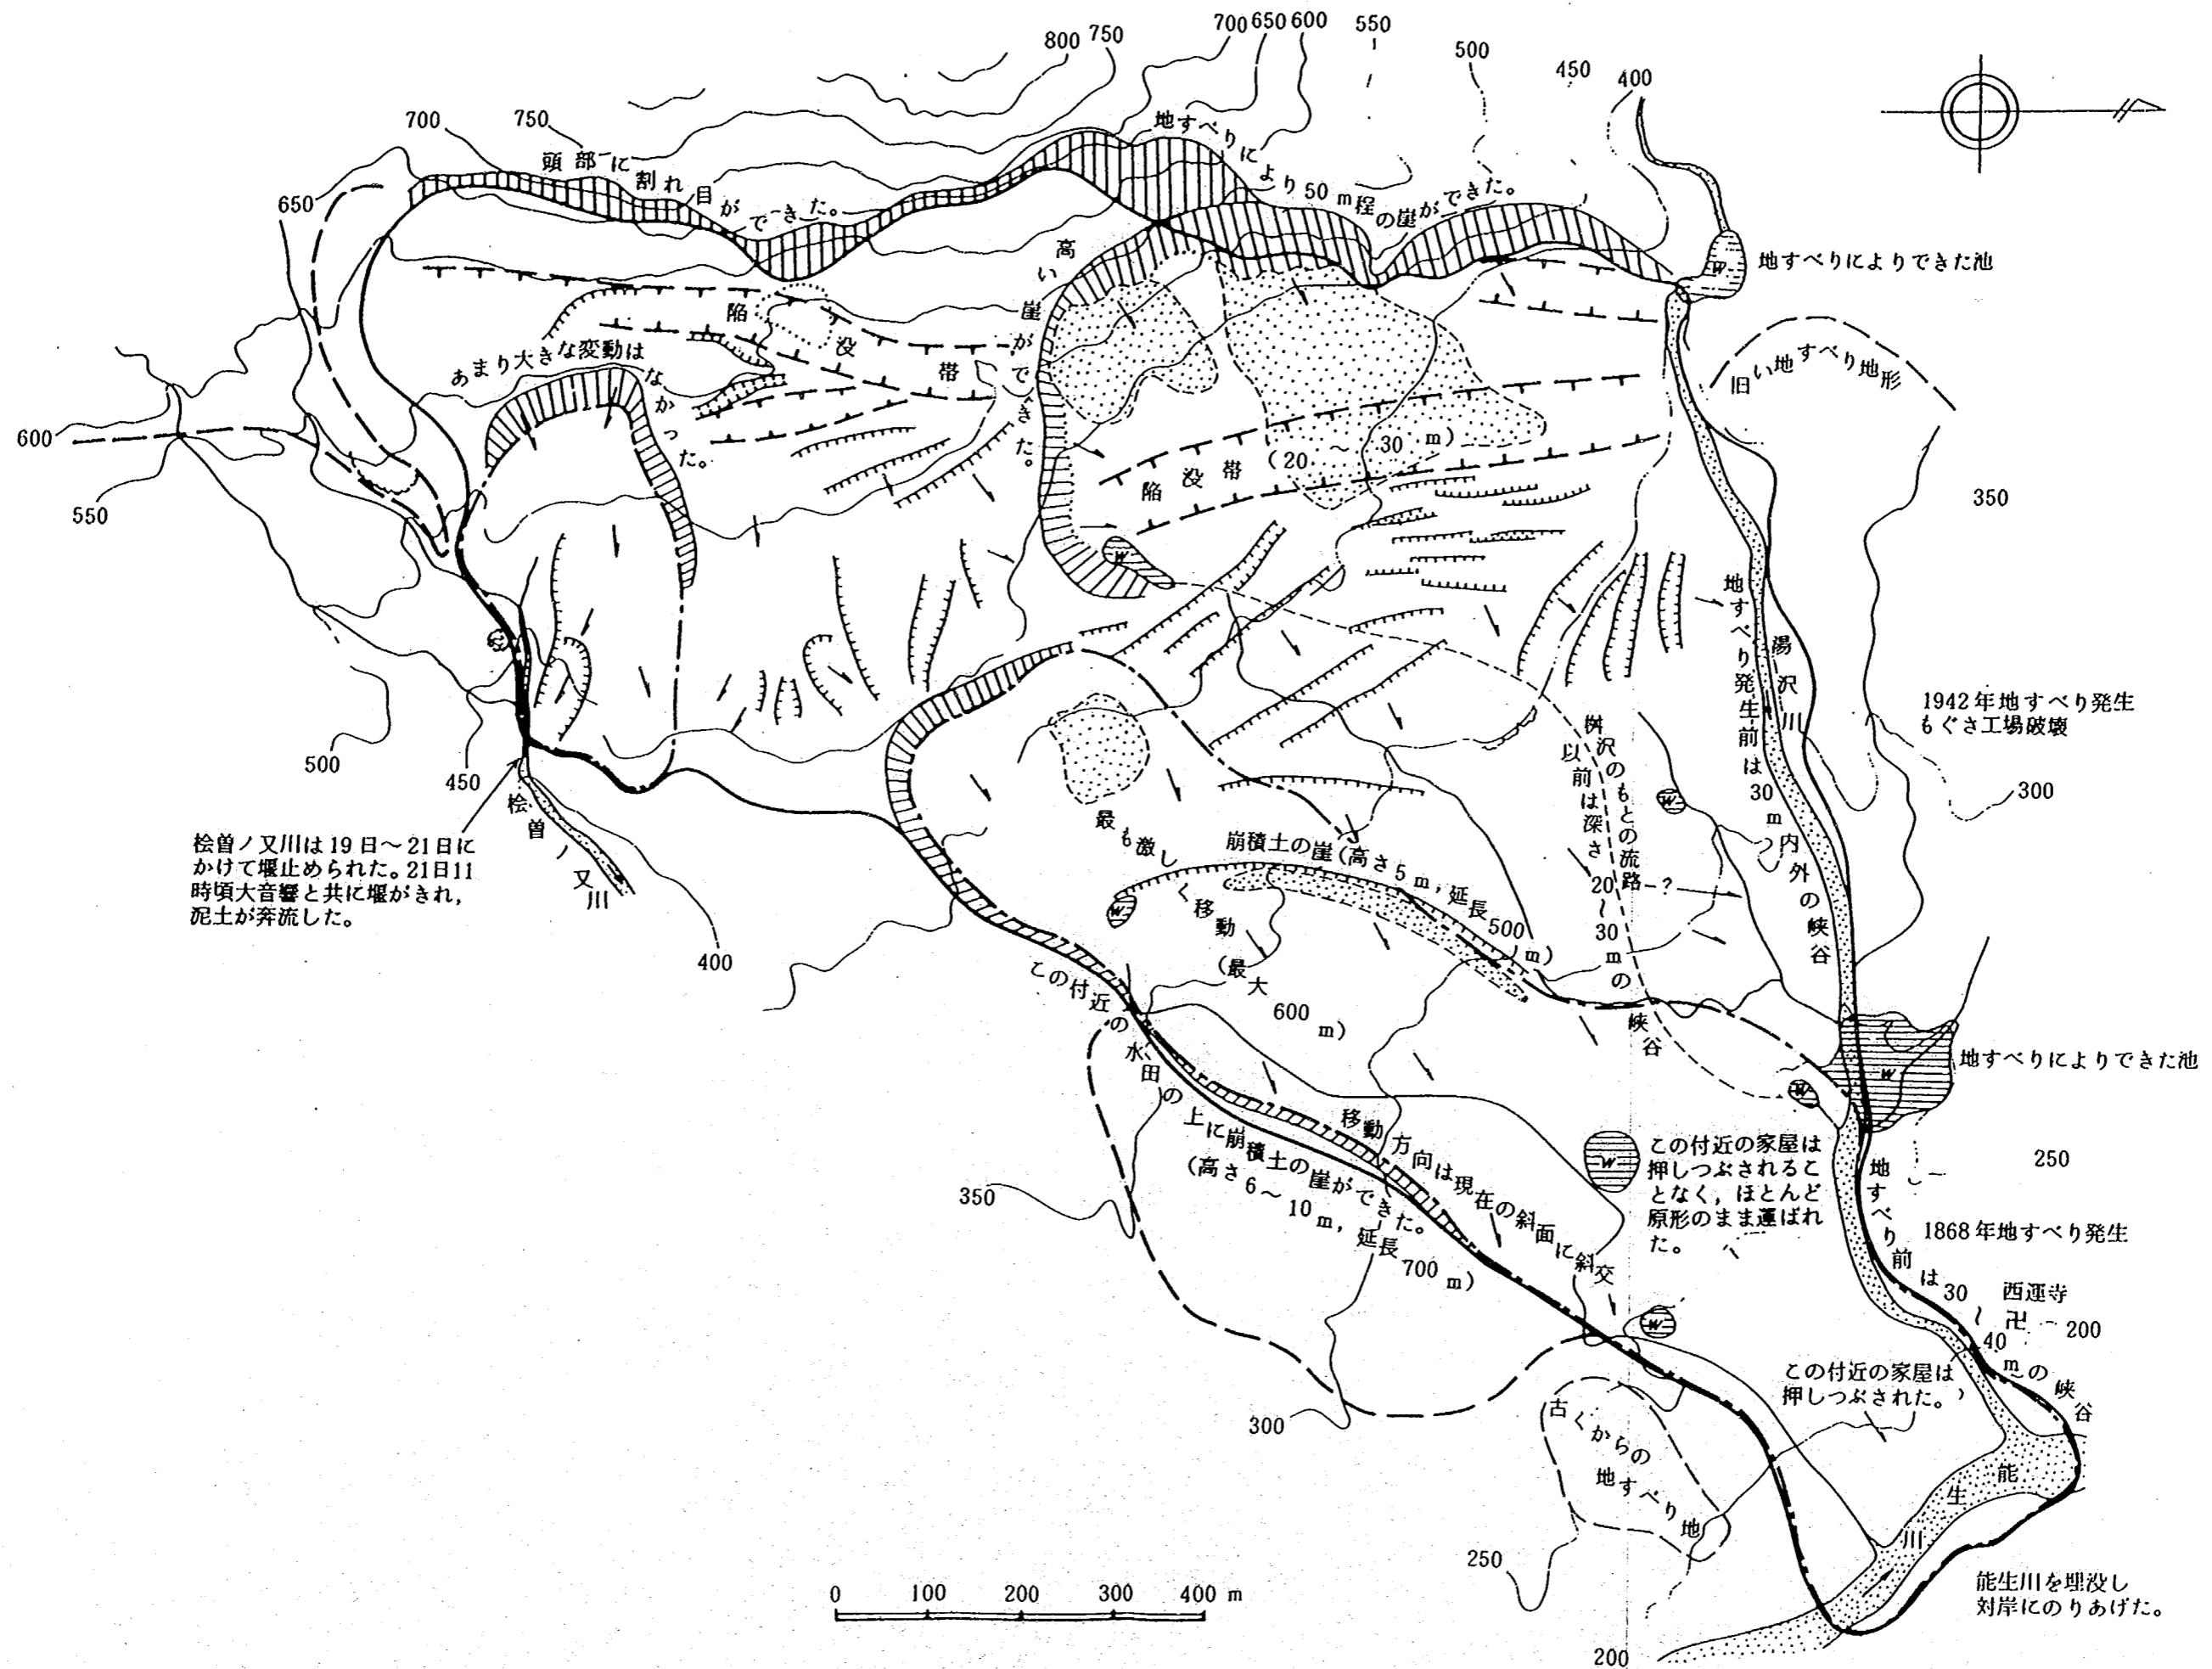 800
750
700
650
600
550
500
450
400
700
750
650
600
550
500
450
400
350
300
250
200
350
300
250
200
頭部に割れ目ができた。
地すべりにより50m程の崖ができた。
地すべりによりできた池
旧い地すべり地形
高い崖ができた。
陥没帯
あまり大きな変動はなかった。
陥没帯(20~30m)
地すべり発生前は30m内外の峡谷
湯沢川
1942年地すべり発生
もぐさ工場破壊
桝沢のもとの流路-?
以前は深さ20~30mの峡谷
桧曽ノ又川
桧曽ノ又川は19日~21日に
かけて堰止められた。21日11
時頃大音響と共に堰がきれ,
泥土が奔流した。
最も激しく移動(最大600m)
崩積土の崖(高さ5m,延長500m)
この付近の水田の上に崩積土の崖ができた。
(高さ6~10m,延長700m)
移動方向は現在の斜面に斜交
地すべりによりできた池
この付近の家屋は
押しつぶされるこ
となく,ほとんど
原形のまま運ばれ
た。
地すべり前は30~40mの峡谷
1868年地すべり発生
西運寺
卍
この付近の家屋は
押しつぶされた。
古くからの地すべり地
能生川
能生川を埋没し
対岸にのりあげた。
W
W
W
W
W
W
W
W
0 100 200 300 400 m